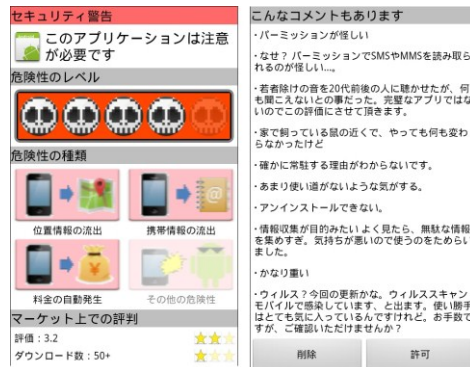 セキュリティ警告
このアプリケーションは注意
が必要です
危険性のレベル
危険性の種類
位置情報の流出
携帯情報の流出
料金の自動発生
その他の危険性
マーケット上での評判
評価：3.2
ダウンロード数：50+
こんなコメントもあります
・パーミッションが怪しい
・なぜ？ パーミッションでSMSやMMSを読み取ら
れるのが怪しい…。
・若者除けの音を20代前後の人に聴かせたが、何
も聞こえないとの事だった。完璧なアプリではな
いのでこの評価にさせて頂きます。
・家で飼っている鼠の近くで、やっても何も変わ
らなかったけど
・確かに常駐する理由がわからないです。
・あまり使い道がないような気がする。
・アンインストールできない。
・情報収集が目的みたい よく見たら、無駄な情報
を集めすぎ。気持ちが悪いので使うのをためらい
ました。
・かなり重い
・ウィルス？今回の更新かな。ウィルススキャン
モバイルで感染しています、と出ます。使い勝手
はとても気に入っているんですけれど。お手数で
すが、ご確認いただけませんか？
削除
許可